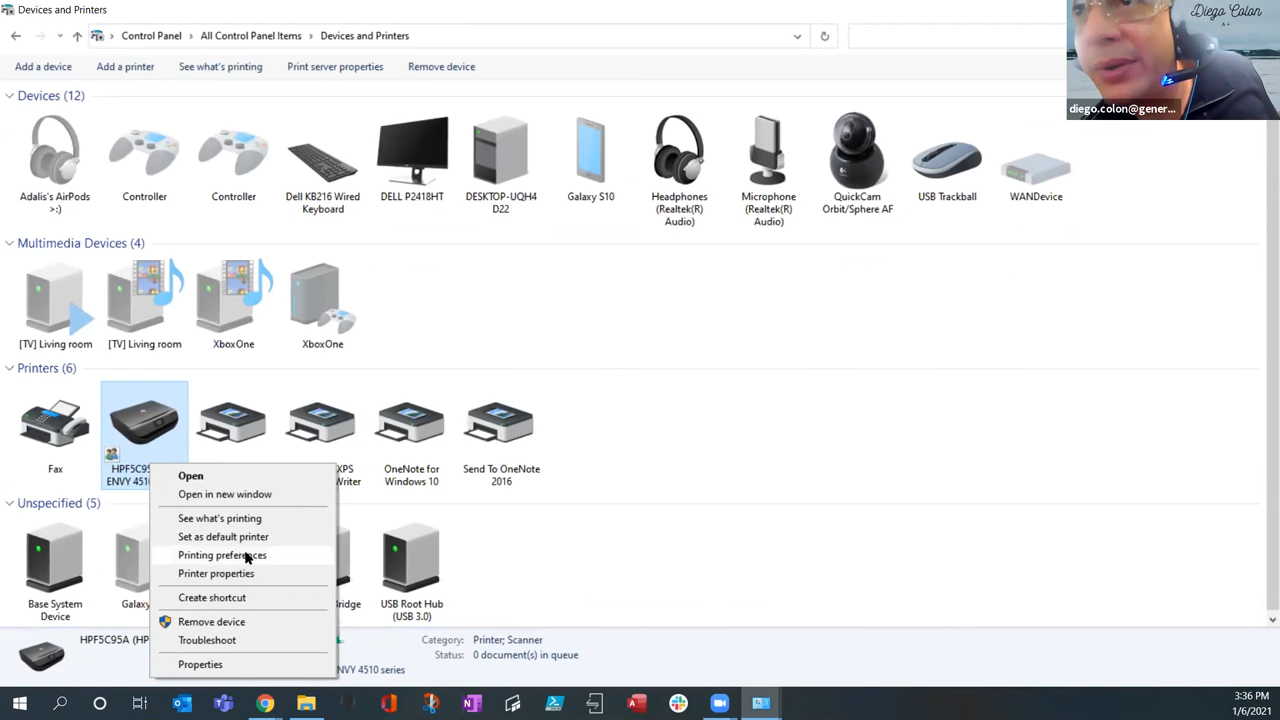 Devices and Printers
Diego Colon
A+
Control Panel
All Control Panel Items
Devices and Printers
Add a device
Add a printer
See what's printing
Print server properties
Remove device
diego.colon@gener...
Devices (12)
Adalis's AirPods
>:)
Controller
Controller
Dell KB216 Wired
Keyboard
DELL P2418HT
DESKTOP-UQH4
D22
Galaxy S10
Headphones
(Realtek(R)
Audio)
Microphone
(Realtek(R)
Audio)
QuickCam
Orbit/Sphere AF
USB Trackball
WANDevice
Multimedia Devices (4)
[TV] Living room
[TV] Living room
XboxOne
XboxOne
Printers (6)
Fax
HPF5C95
ENVY 4510
XPS
Writer
OneNote for
Windows 10
Send To OneNote
2016
Open
Open in new window
See what's printing
Set as default printer
Printing preferences
Printer properties
Create shortcut
Remove device
Troubleshoot
Properties
Unspecified (5)
Base System
Device
Galaxy
Bridge
USB Root Hub
(USB 3.0)
HPF5C95A (HP
ENVY 4510 series
Category: Printer; Scanner
Status: 0 document(s) in queue
3:36 PM
1/6/2021